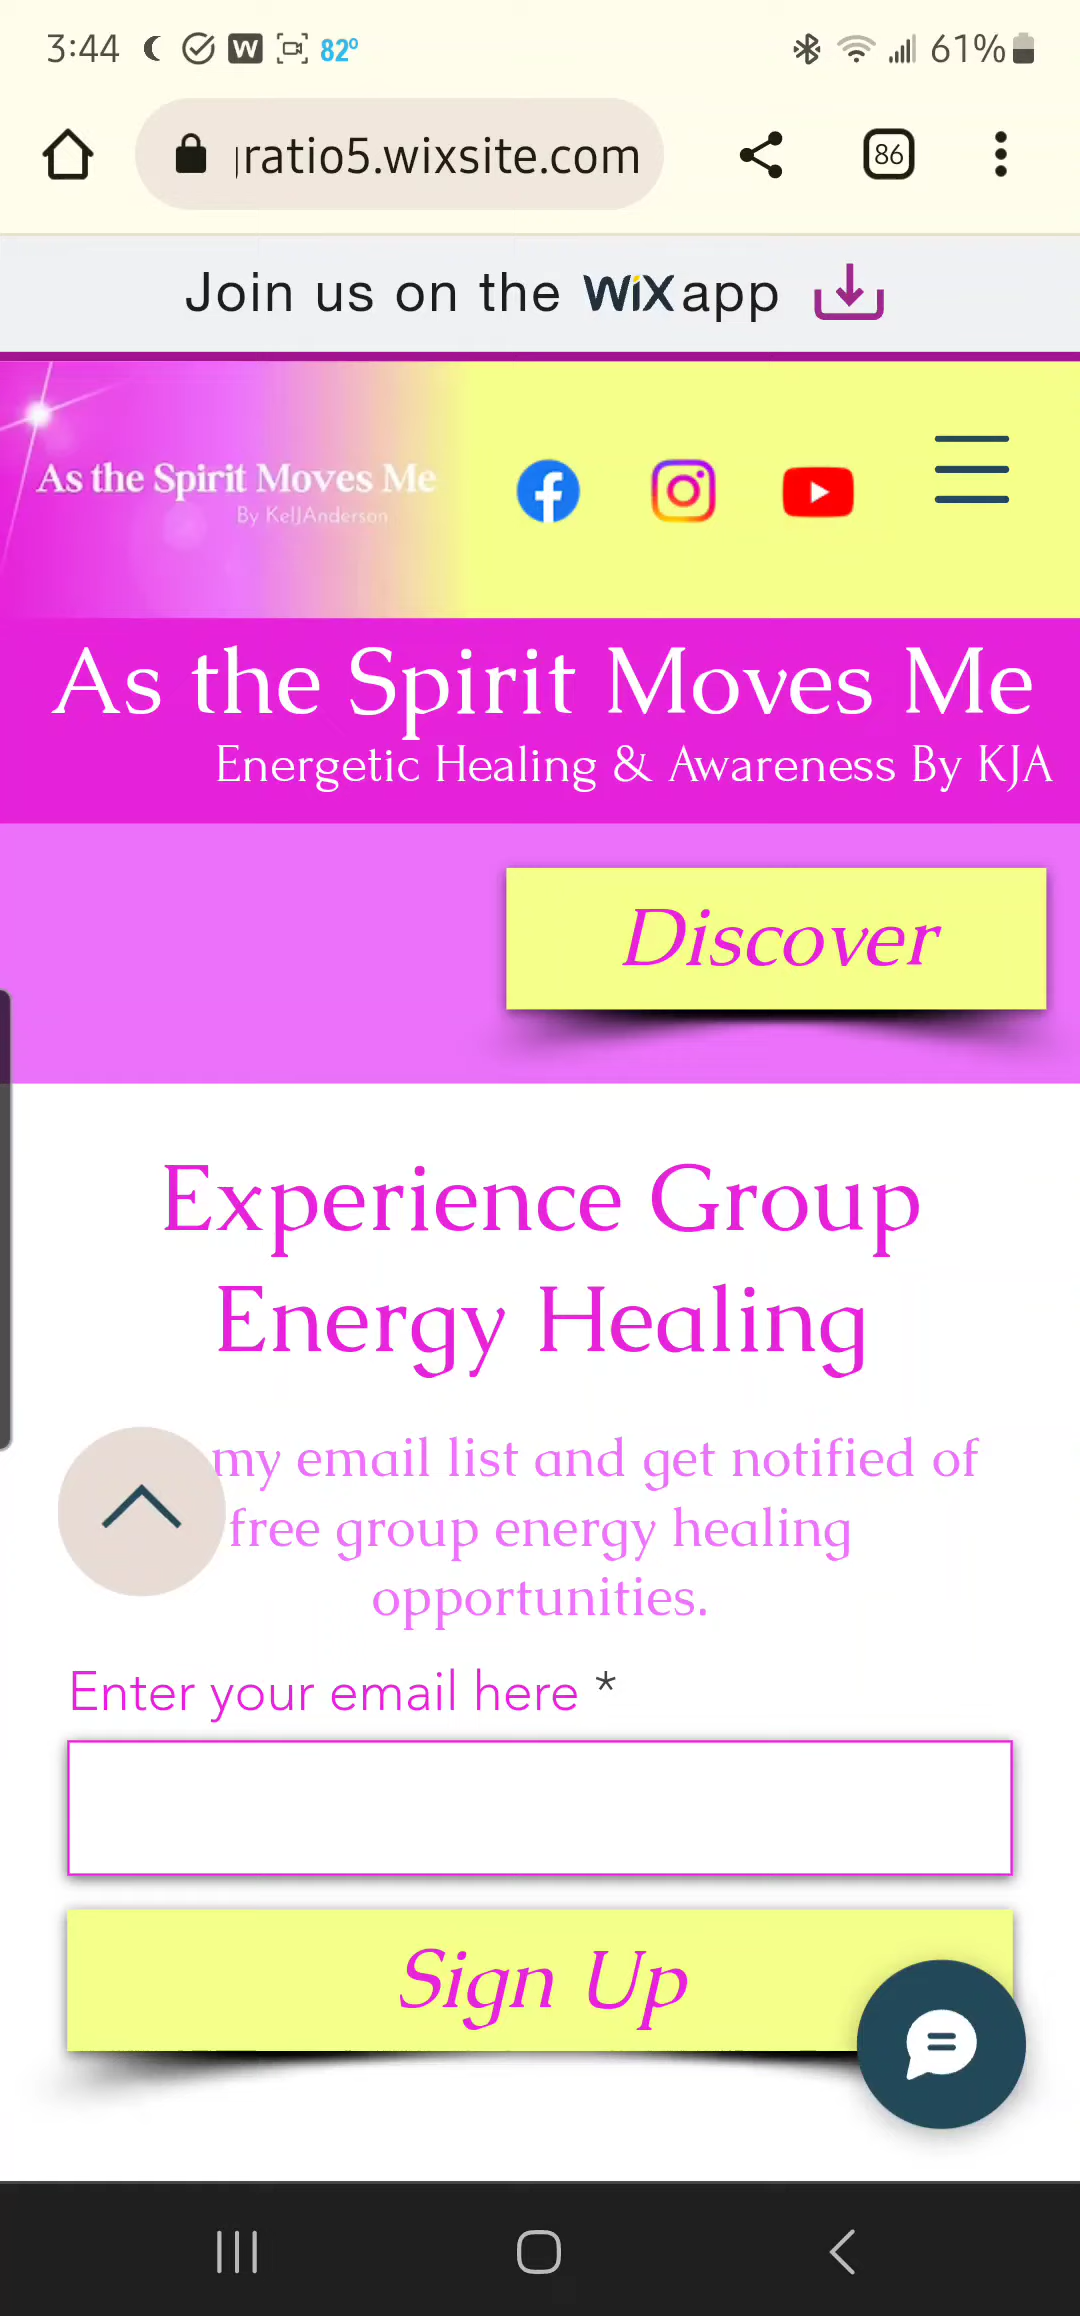 3:44 W 82°
61%
ratio5.wixsite.com
86
Join us on the WiX app
As the Spirit Moves Me
By KelJAnderson
As the Spirit Moves Me
Energetic Healing & Awareness By KJA
Discover
Experience Group
Energy Healing
my email list and get notified of
free group energy healing
opportunities.
Enter your email here *
Sign Up